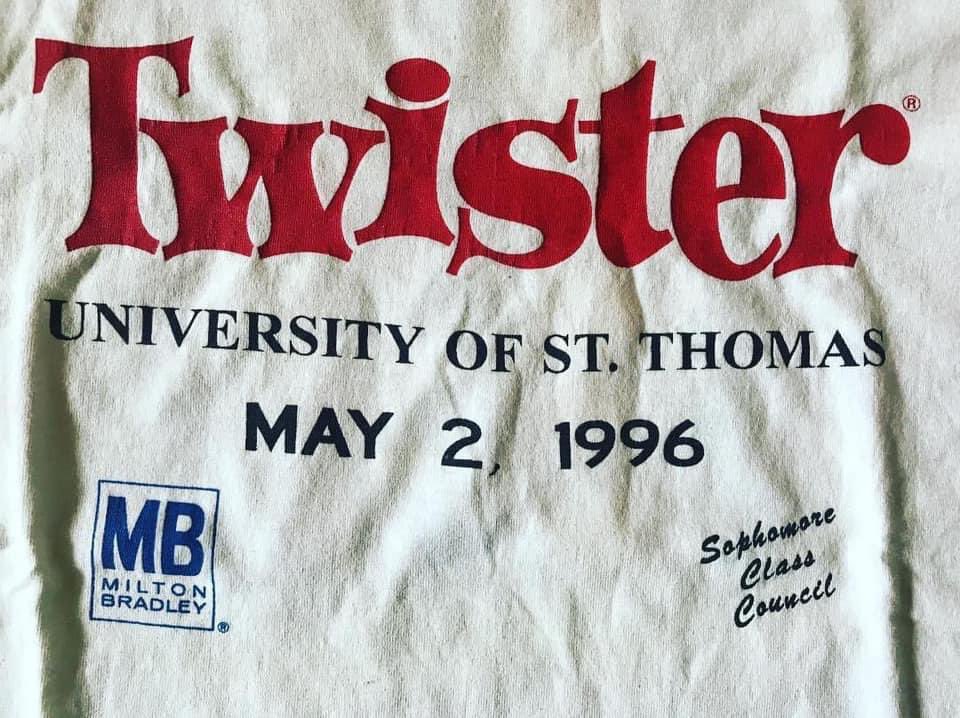 Twister®
UNIVERSITY OF ST. THOMAS
MAY 2, 1996
MB
MILTON
BRADLEY®
Sophomore
Class
Council